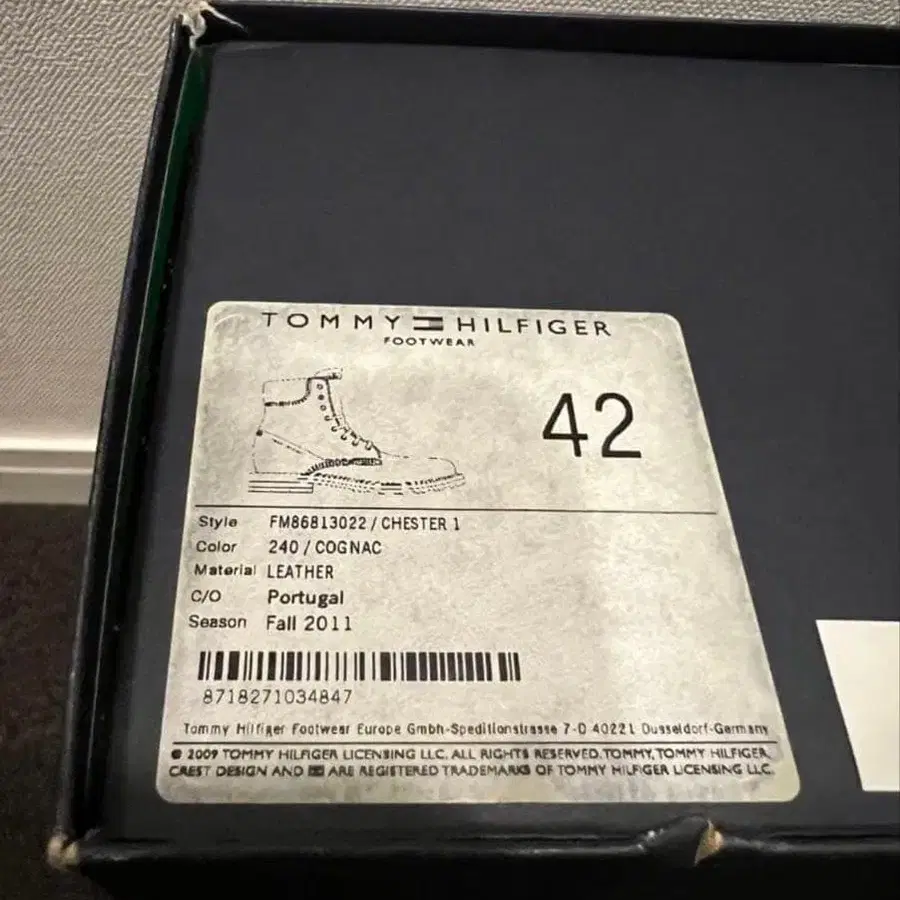 TOMMY HILFIGER
FOOTWEAR
42
Style FM86813022 / CHESTER 1
Color 240 / COGNAC
Material LEATHER
C/O Portugal
Season Fall 2011
8718271034847
Tommy Hilfiger Footwear Europe Gmbh-Speditionstrasse 7-D 40221 Dusseldorf-Germany
© 2009 TOMMY HILFIGER LICENSING LLC. ALL RIGHTS RESERVED. TOMMY, TOMMY HILFIGER,
CREST DESIGN AND ARE REGISTERED TRADEMARKS OF TOMMY HILFIGER LICENSING LLC.